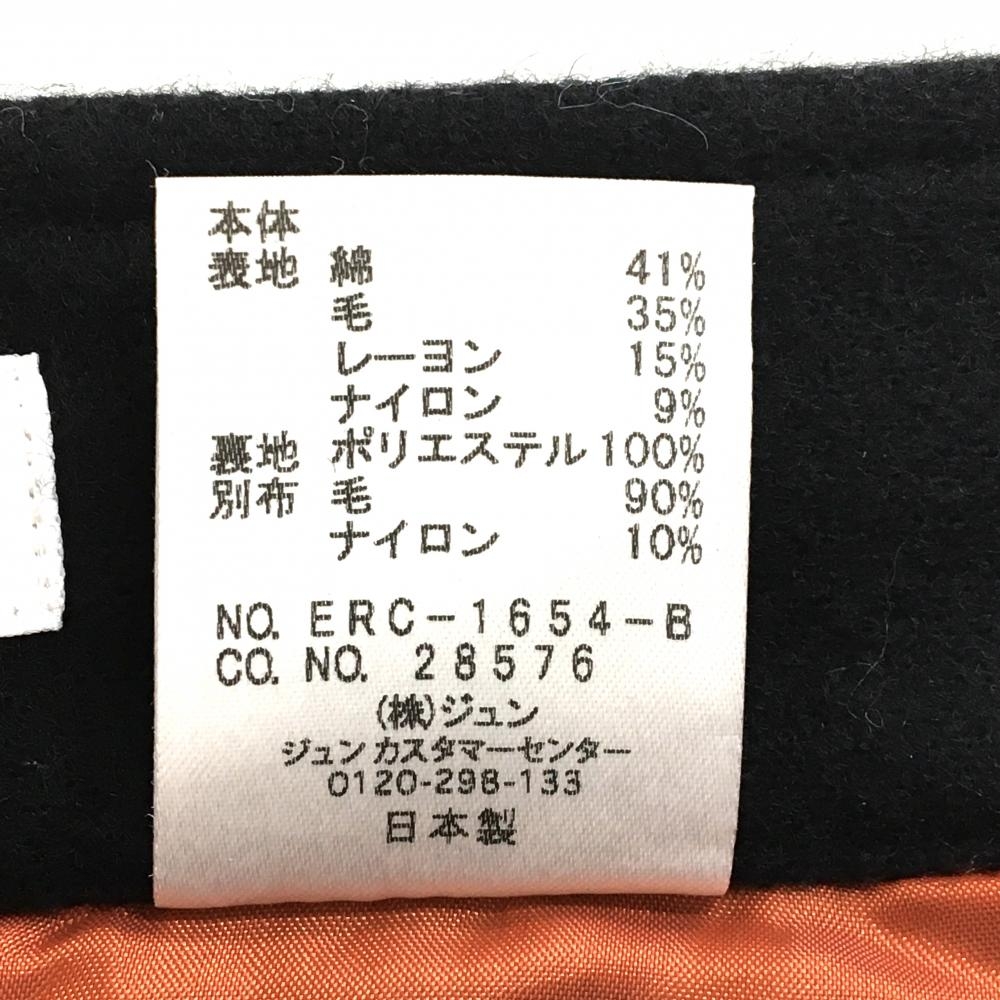 本体
表地 綿 41%
毛 35%
レーヨン 15%
ナイロン 9%
裏地 ポリエステル 100%
別布 毛 90%
ナイロン 10%
NO. ERC-1654-B
CO. NO. 28576
(株)ジュン
ジュンカスタマーセンター
0120-298-133
日本製